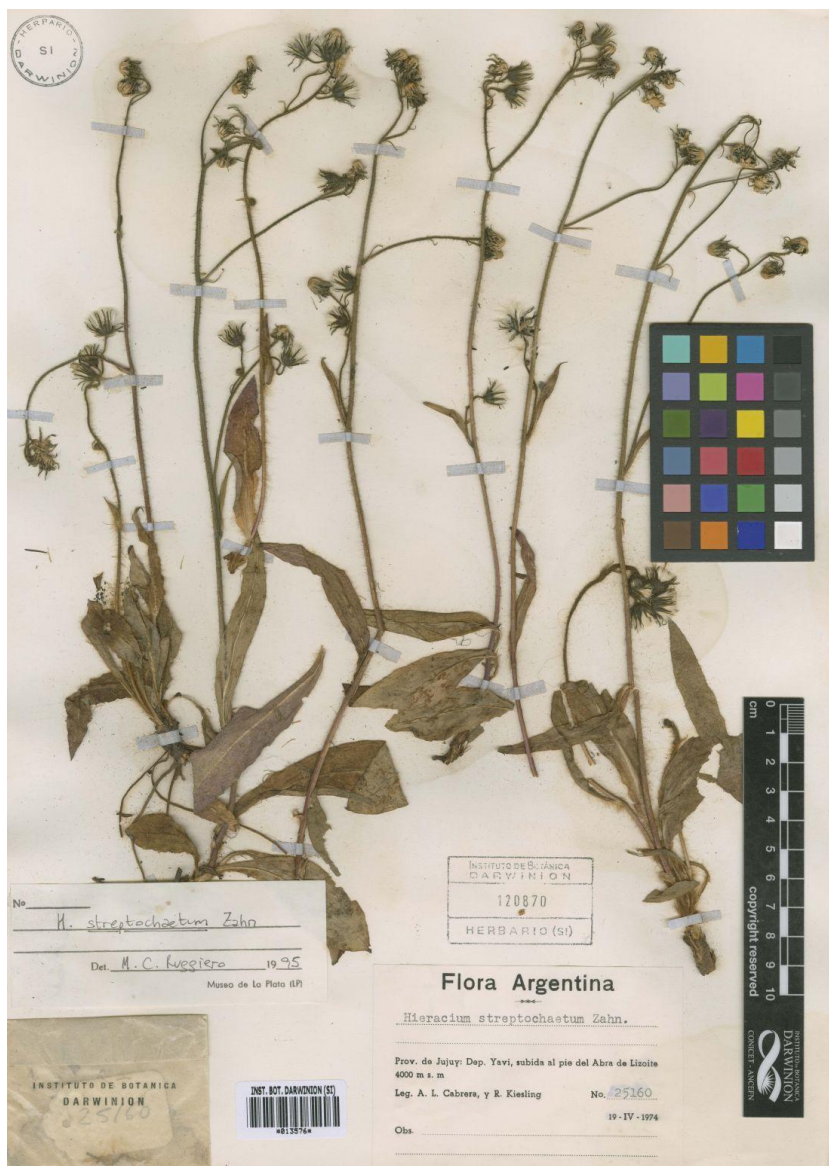 HERPARIO
SI
DARWINION
cm
0
1
2
3
4
5
6
7
8
9
10
copyright reserved
INSTITUTO DE BOTÁNICA
DARWINION
CONICET - ANCEFN
INSTITUTO DE BOTÁNICA
DARWINION
120870
HERBARIO (SI)
No
H. streptochaetum Zahn
Det. M. C. Ruggiero 1995
Museo de La Plata (LP)
Flora Argentina
Hieracium streptochaetum Zahn.
Prov. de Jujuy: Dep. Yavi, subida al pie del Abra de Lizoite
4000 m s. m
Leg. A. L. Cabrera, y R. Kiesling No. 25160
19 - IV - 1974
Obs.
INSTITUTO DE BOTANICA
DARWINION
25160
INST. BOT. DARWINION (SI)
*013576*